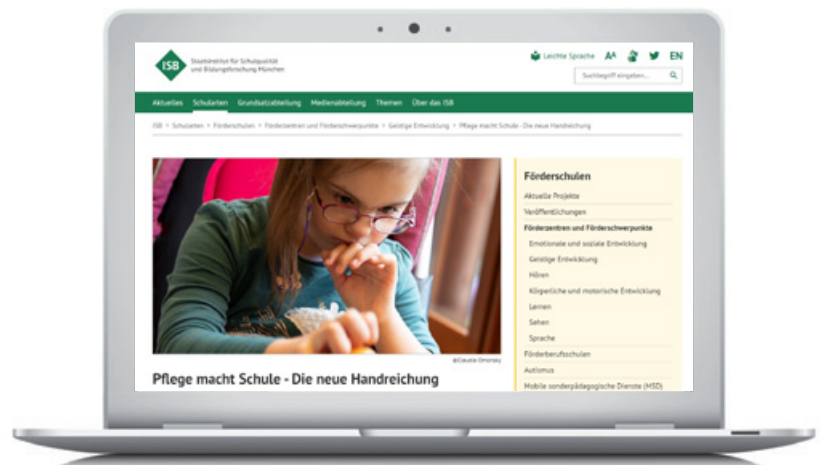 ISB
Staatsinstitut für Schulqualität
und Bildungsforschung München
Leichte Sprache AA EN
Suchbegriff eingeben...
Aktuelles Schularten Grundsatzabteilung Medienabteilung Themen Über das ISB
ISB > Schularten > Förderschulen > Förderzentren und Förderschwerpunkte > Geistige Entwicklung > Pflege macht Schule - Die neue Handreichung
©Claudia Omonsky
Pflege macht Schule - Die neue Handreichung
Förderschulen
Aktuelle Projekte
Veröffentlichungen
Förderzentren und Förderschwerpunkte
Emotionale und soziale Entwicklung
Geistige Entwicklung
Hören
Körperliche und motorische Entwicklung
Lernen
Sehen
Sprache
Förderberufsschulen
Autismus
Mobile sonderpädagogische Dienste (MSD)